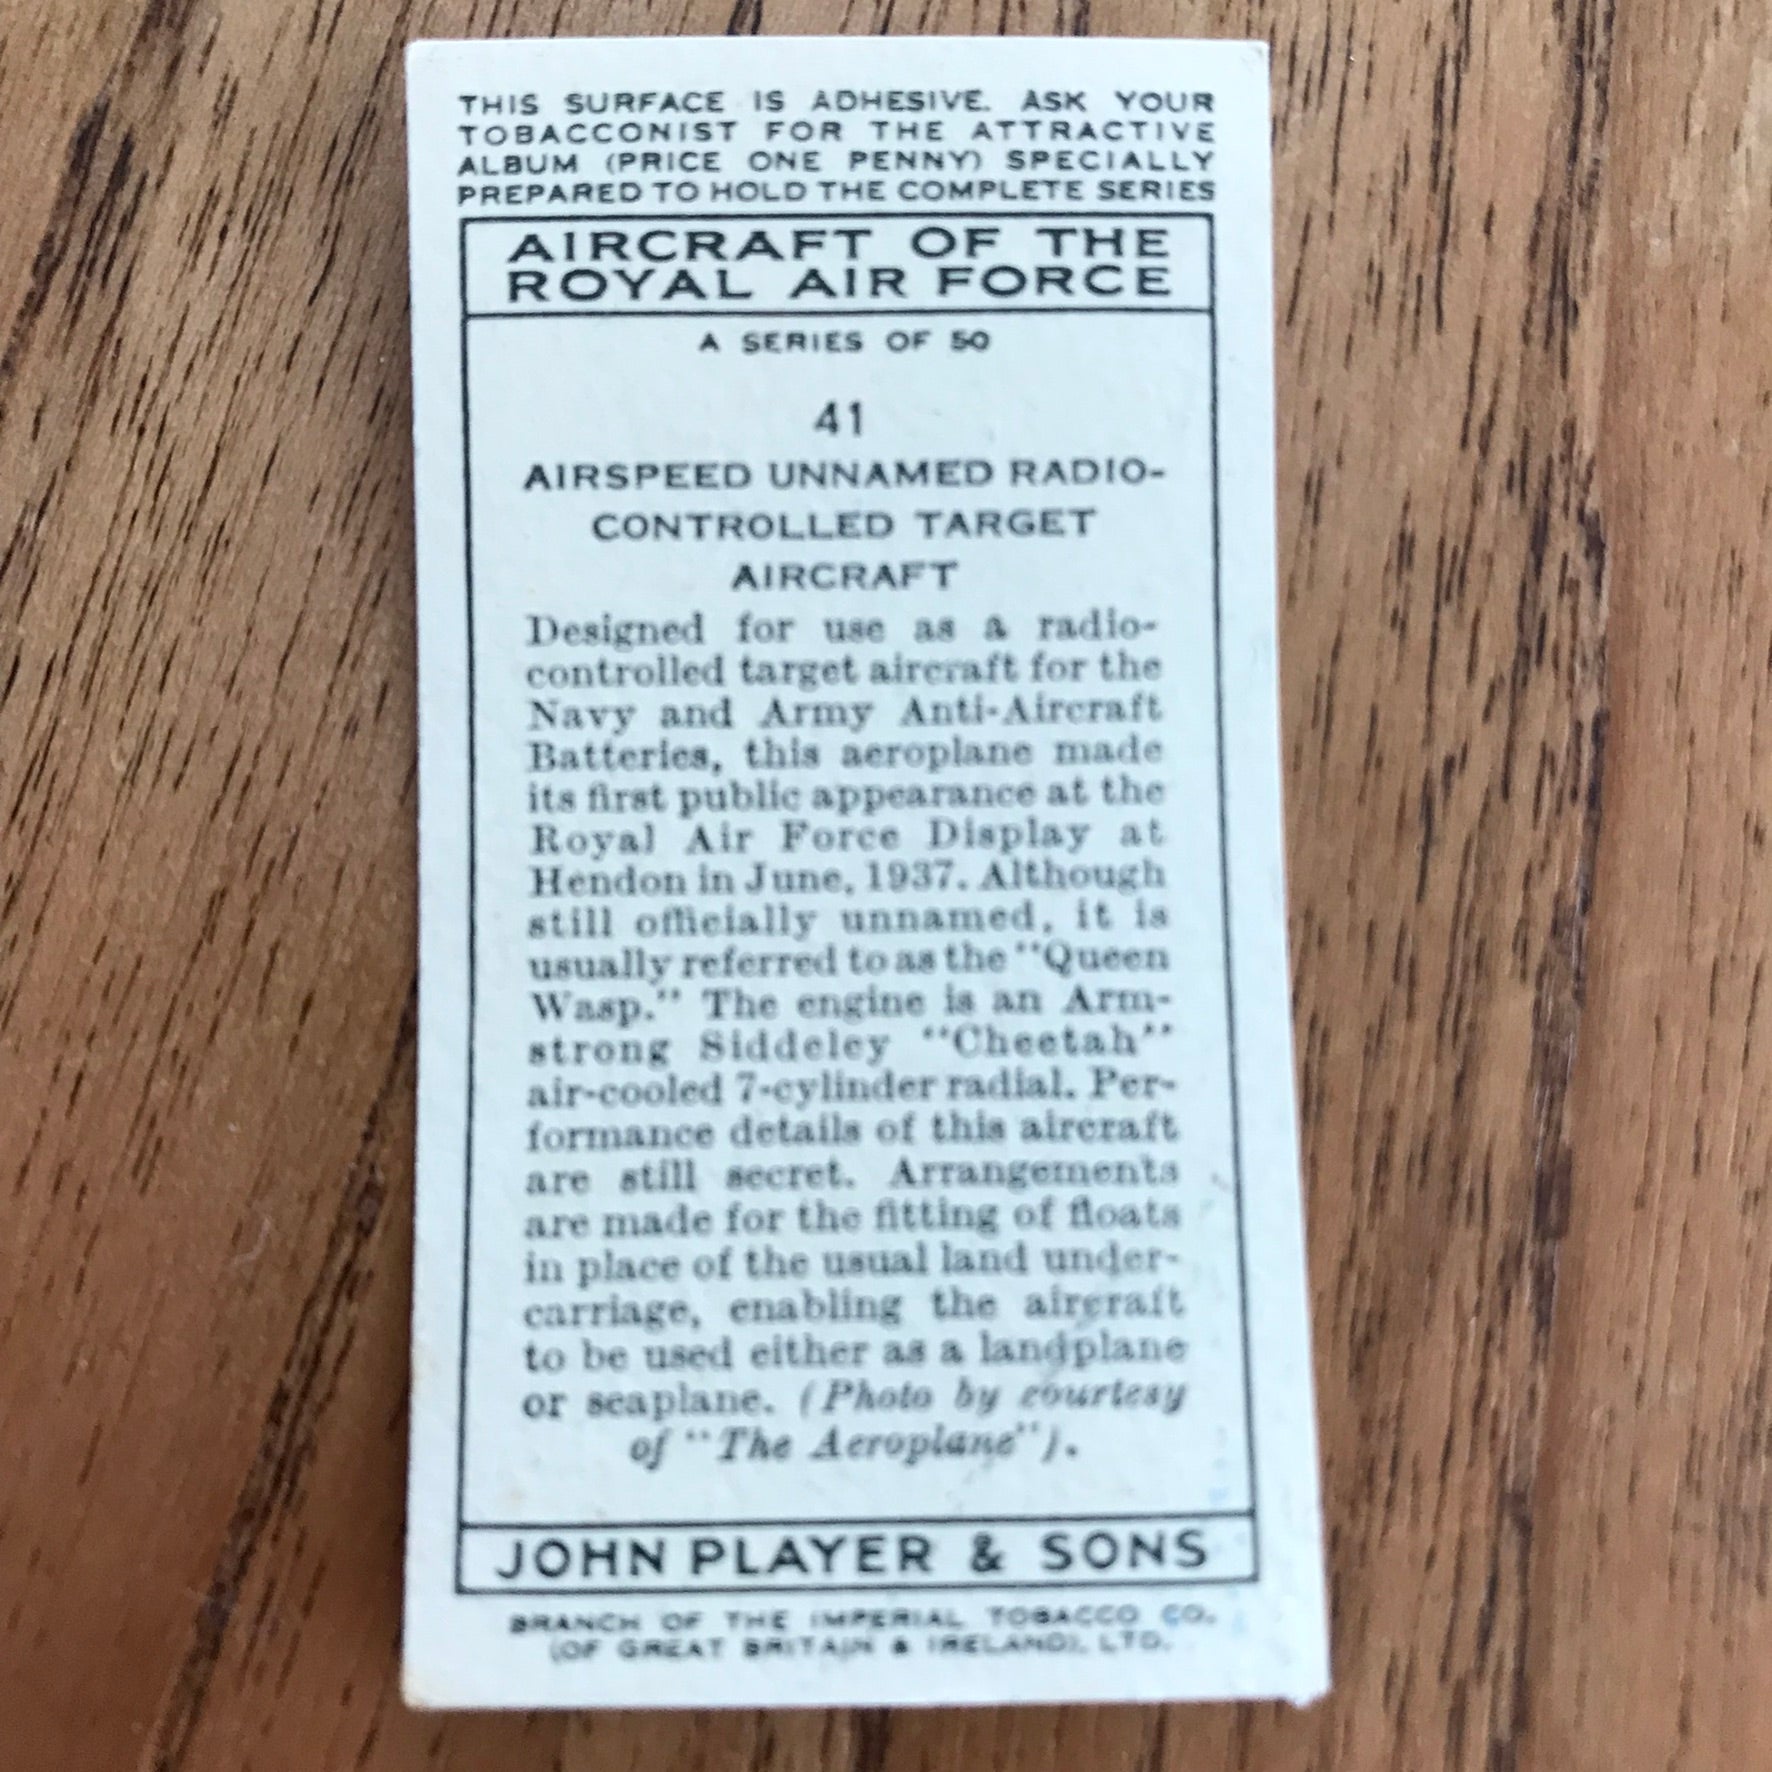 THIS SURFACE IS ADHESIVE. ASK YOUR
TOBACCONIST FOR THE ATTRACTIVE
ALBUM (PRICE ONE PENNY) SPECIALLY
PREPARED TO HOLD THE COMPLETE SERIES
AIRCRAFT OF THE
ROYAL AIR FORCE
A SERIES OF 50
41
AIRSPEED UNNAMED RADIO-
CONTROLLED TARGET
AIRCRAFT
Designed for use as a radio-
controlled target aircraft for the
Navy and Army Anti-Aircraft
Batteries, this aeroplane made
its first public appearance at the
Royal Air Force Display at
Hendon in June, 1937. Although
still officially unnamed, it is
usually referred to as the "Queen
Wasp." The engine is an Arm-
strong Siddeley "Cheetah"
air-cooled 7-cylinder radial. Per-
formance details of this aircraft
are still secret. Arrangements
are made for the fitting of floats
in place of the usual land under-
carriage, enabling the aircraft
to be used either as a landplane
or seaplane. (Photo by courtesy
of "The Aeroplane").
JOHN PLAYER & SONS
BRANCH OF THE IMPERIAL TOBACCO CO.
(OF GREAT BRITAIN & IRELAND), LTD.